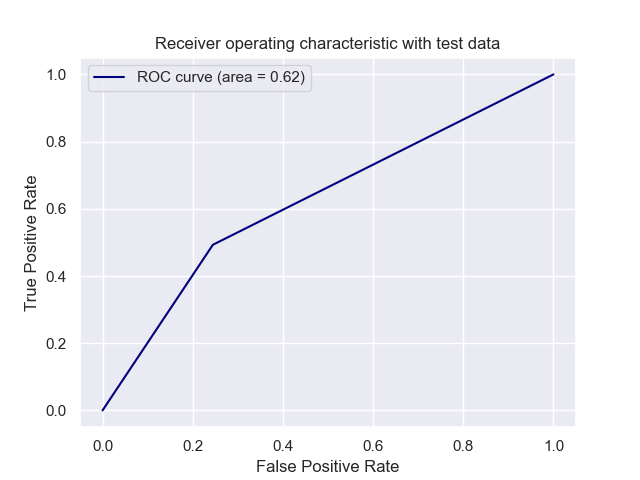 Receiver operating characteristic with test data
ROC curve (area = 0.62)
1.0
0.8
0.6
0.4
0.2
0.0
True Positive Rate
0.0 0.2 0.4 0.6 0.8 1.0
False Positive Rate